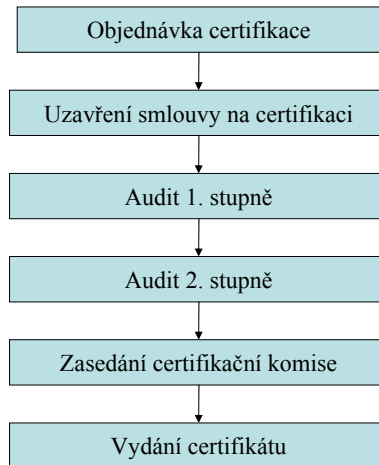 Objednávka certifikace
Uzavření smlouvy na certifikaci
Audit 1. stupně
Audit 2. stupně
Zasedání certifikační komise
Vydání certifikátu